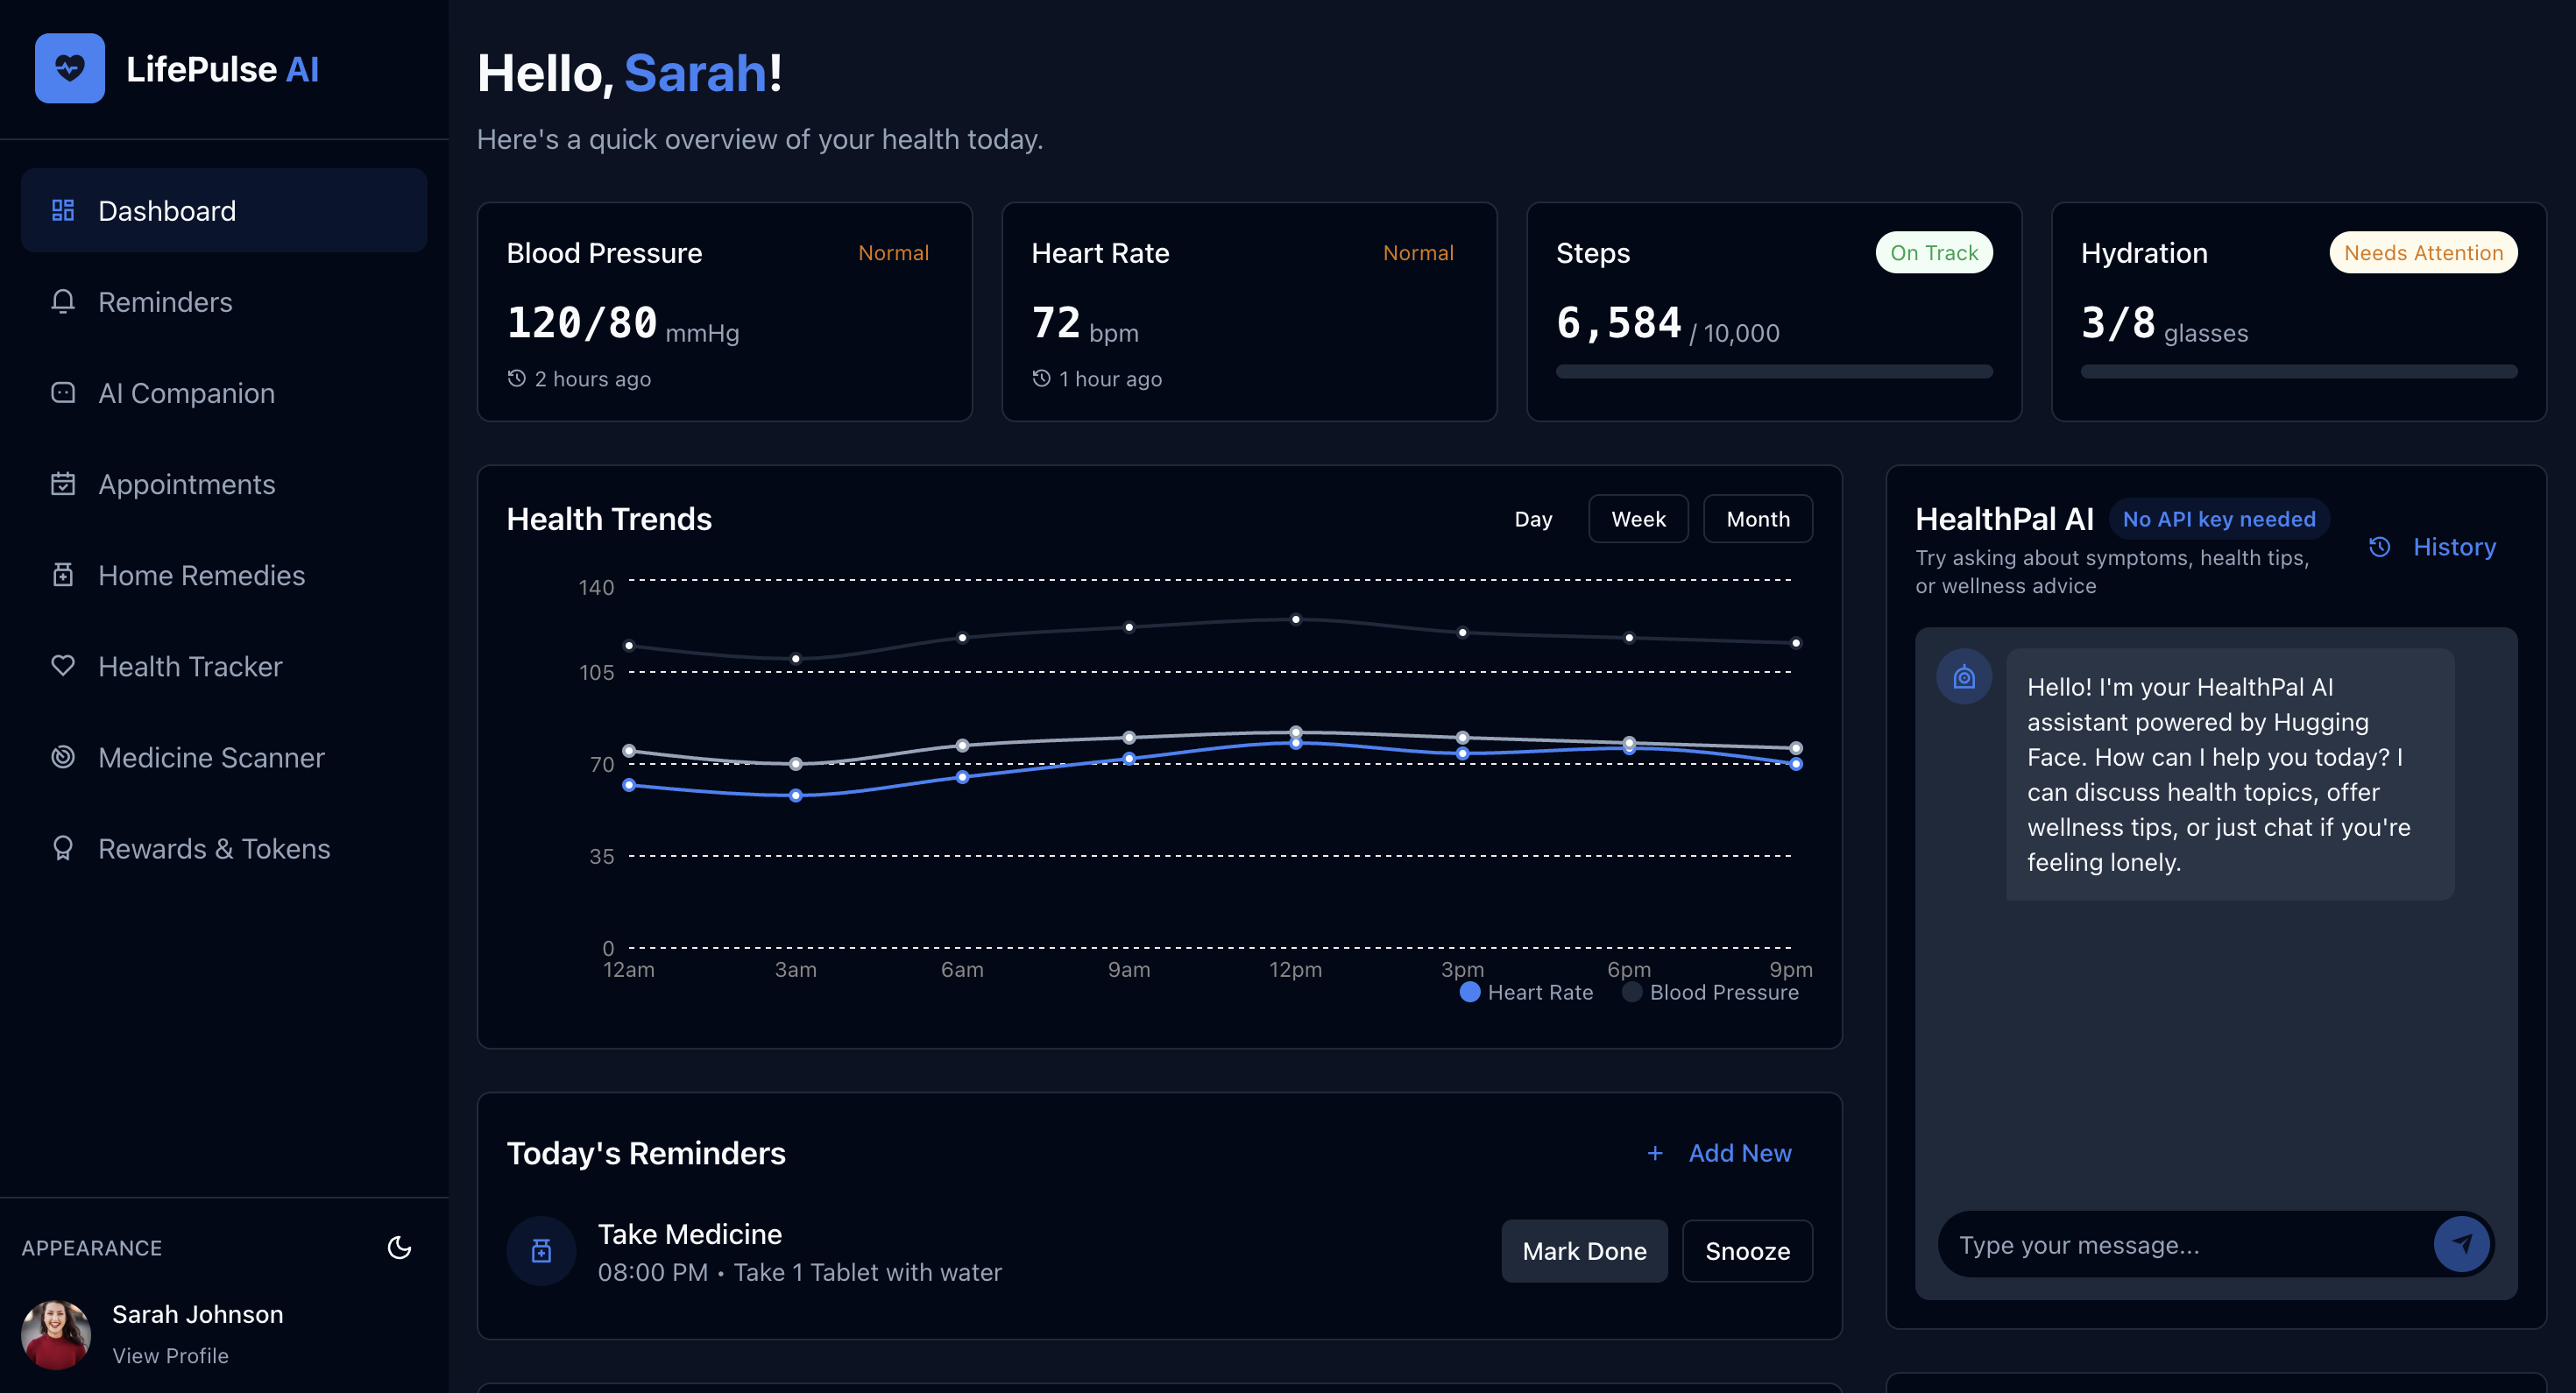 LifePulse AI
Dashboard
Reminders
AI Companion
Appointments
Home Remedies
Health Tracker
Medicine Scanner
Rewards & Tokens
APPEARANCE
Sarah Johnson
View Profile
Hello, Sarah!
Here's a quick overview of your health today.
Blood Pressure
Normal
120/80 mmHg
2 hours ago
Heart Rate
Normal
72 bpm
1 hour ago
Steps
On Track
6,584 / 10,000
Hydration
Needs Attention
3/8 glasses
Health Trends
Day
Week
Month
140
105
70
35
0
12am
3am
6am
9am
12pm
3pm
6pm
9pm
Heart Rate
Blood Pressure
Today's Reminders
+ Add New
Take Medicine
08:00 PM • Take 1 Tablet with water
Mark Done
Snooze
HealthPal AI
No API key needed
Try asking about symptoms, health tips,
or wellness advice
History
Hello! I'm your HealthPal AI
assistant powered by Hugging
Face. How can I help you today? I
can discuss health topics, offer
wellness tips, or just chat if you're
feeling lonely.
Type your message...